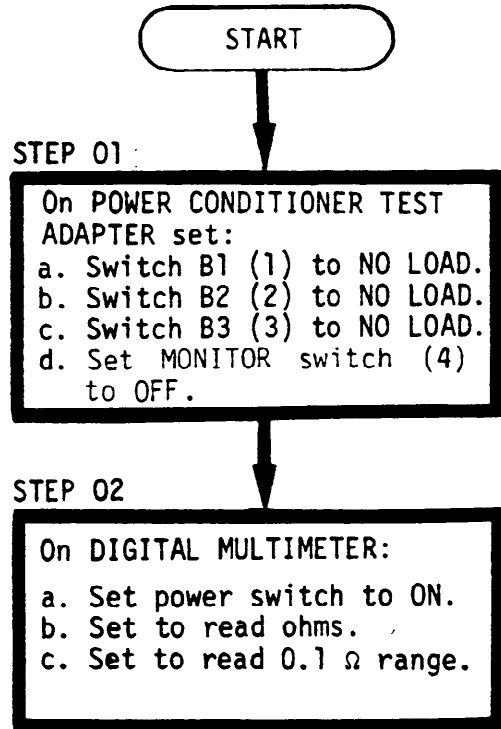 START
STEP 01
On POWER CONDITIONER TEST
ADAPTER set:
a. Switch B1 (1) to NO LOAD.
b. Switch B2 (2) to NO LOAD.
c. Switch B3 (3) to NO LOAD.
d. Set MONITOR switch (4)
to OFF.
STEP 02
On DIGITAL MULTIMETER:
a. Set power switch to ON.
b. Set to read ohms.
c. Set to read 0.1 Ω range.